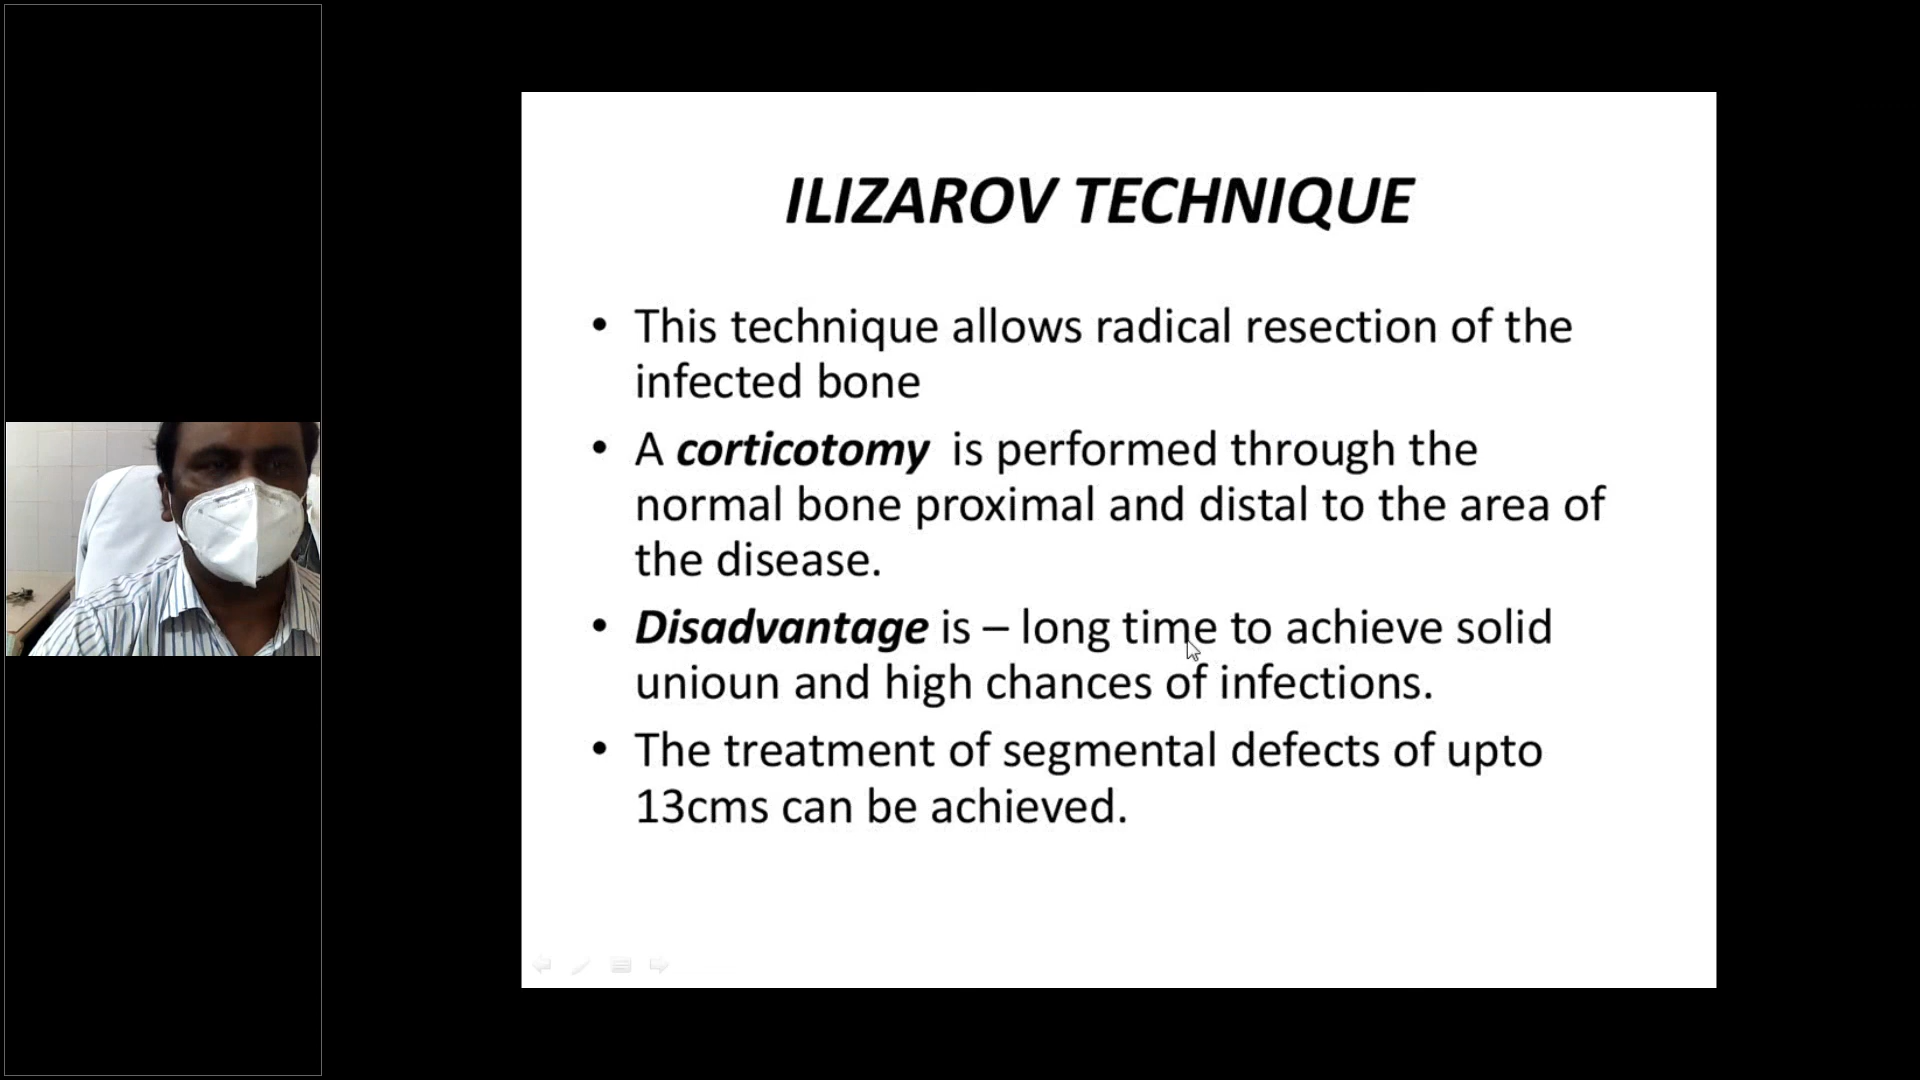 ILIZAROV TECHNIQUE
• This technique allows radical resection of the
infected bone
• A corticotomy is performed through the
normal bone proximal and distal to the area of
the disease.
• Disadvantage is – long time to achieve solid
unioun and high chances of infections.
• The treatment of segmental defects of upto
13cms can be achieved.